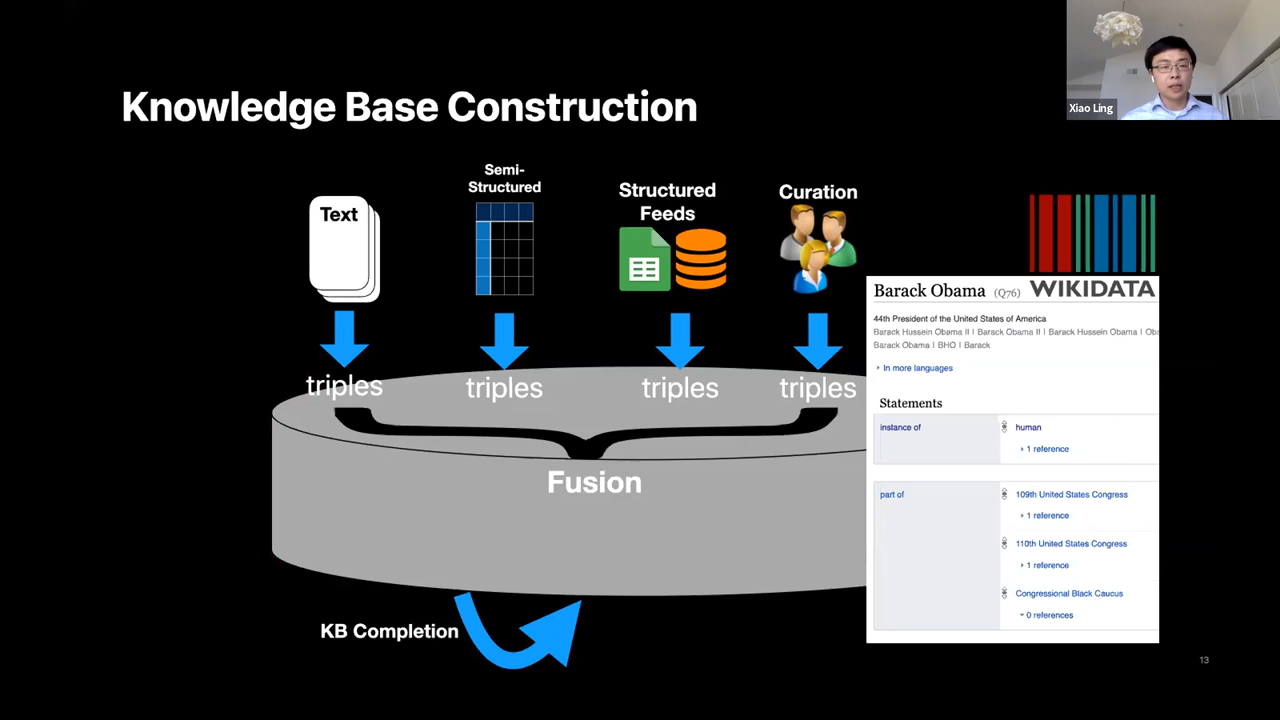 Xiao Ling
Knowledge Base Construction
Text
Semi-
Structured
Structured
Feeds
Curation
triples
triples
triples
triples
Fusion
KB Completion
WIKIDATA
Barack Obama (Q76)
44th President of the United States of America
Barack Hussein Obama II | Barack Obama II | Barack Hussein Obama | Oba
Barack Obama | BHO | Barack
In more languages
Statements
instance of
human
1 reference
part of
109th United States Congress
1 reference
110th United States Congress
1 reference
Congressional Black Caucus
0 references
13